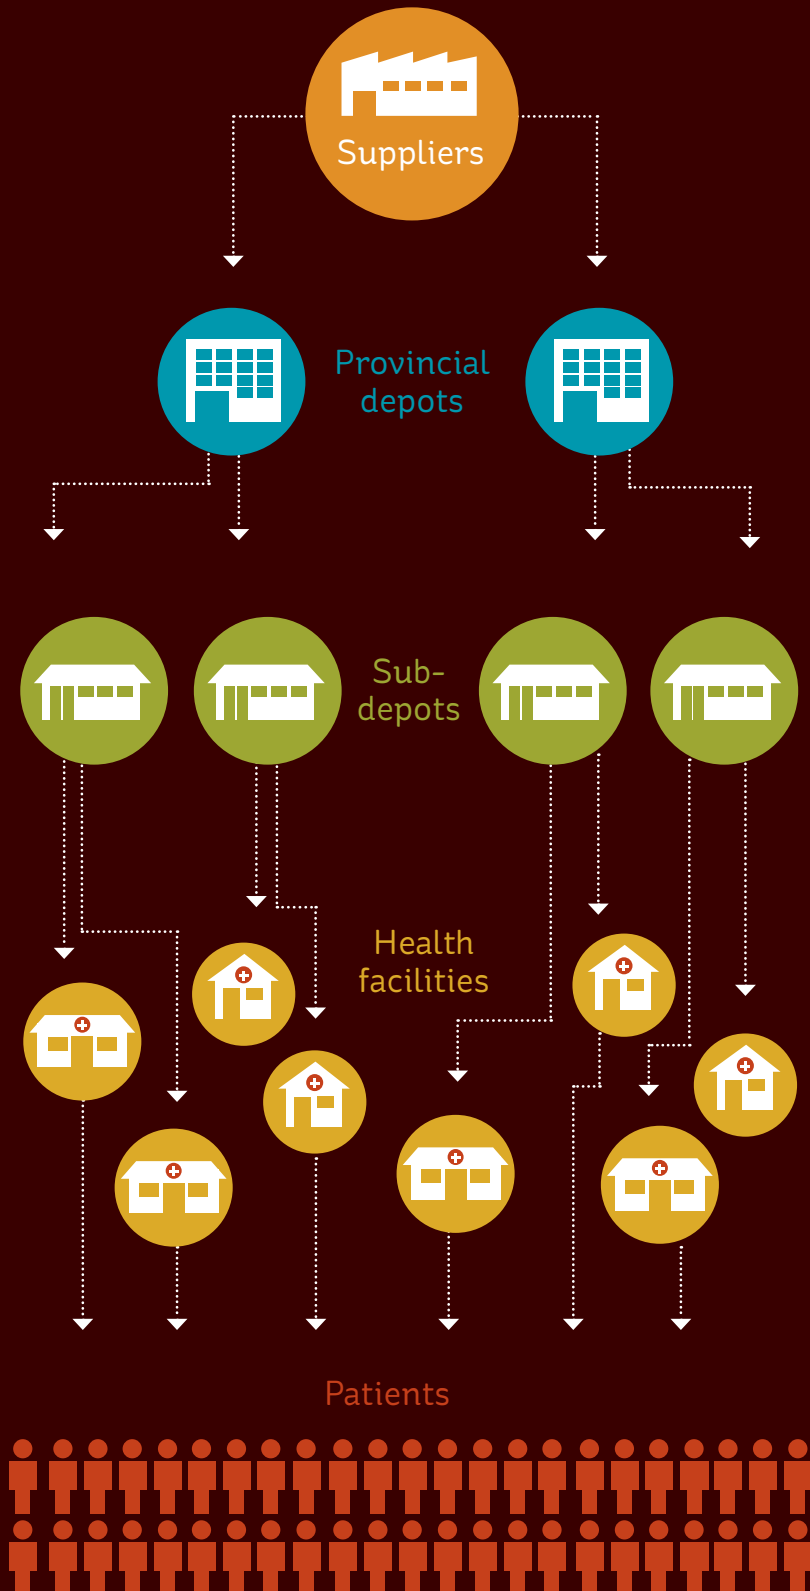 Suppliers
Provincial
depots
Sub-
depots
Health
facilities
Patients